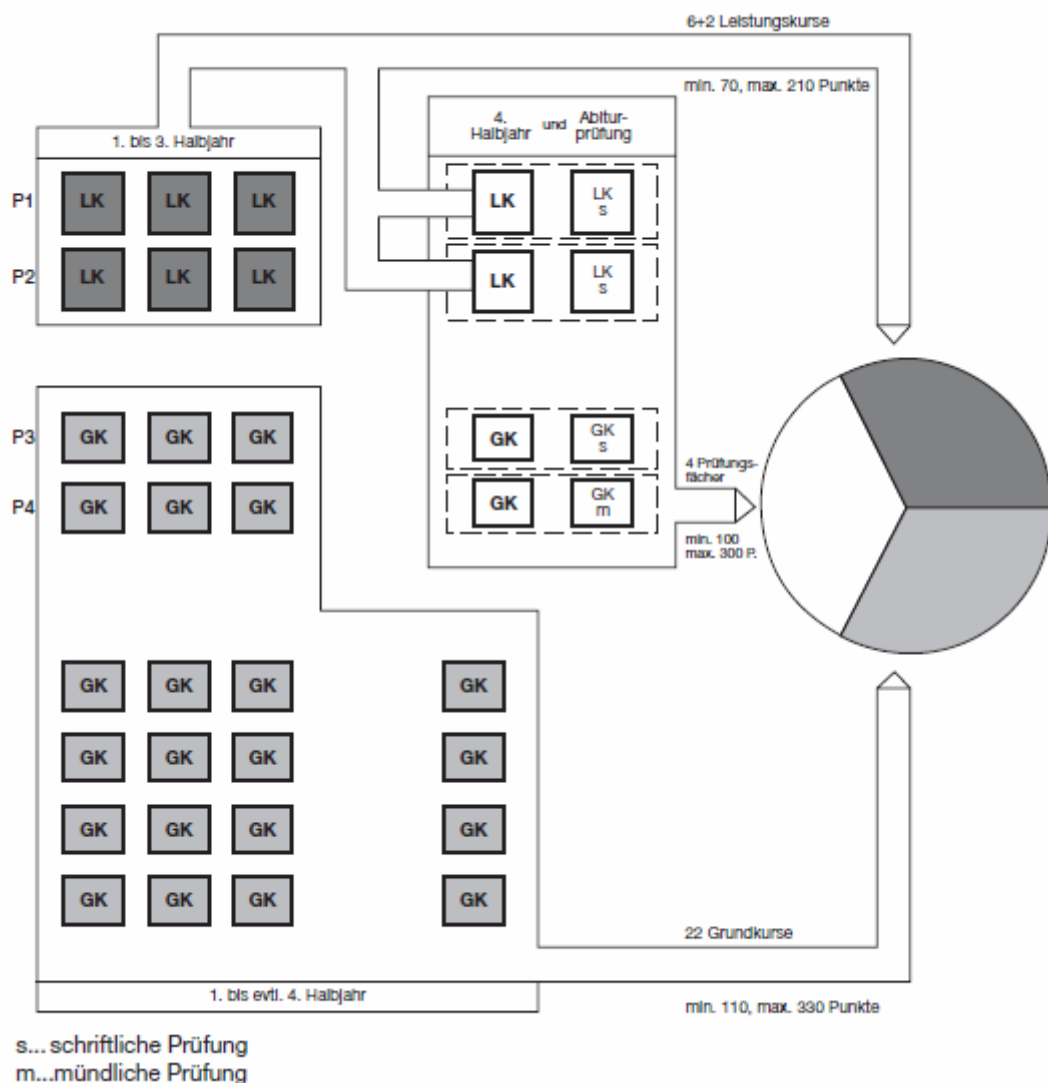 6+2 Leistungskurse
min. 70, max. 210 Punkte
1. bis 3. Halbjahr
4. Halbjahr und Abitur-
prüfung
P1 LK LK LK LK LK
s
P2 LK LK LK LK LK
s
P3 GK GK GK GK GK
s
P4 GK GK GK GK GK
m
4 Prüfungs-
fächer
min. 100
max. 300 P.
GK GK GK GK
GK GK GK GK
GK GK GK GK
GK GK GK GK
22 Grundkurse
1. bis evtl. 4. Halbjahr
min. 110, max. 330 Punkte
s... schriftliche Prüfung
m...mündliche Prüfung